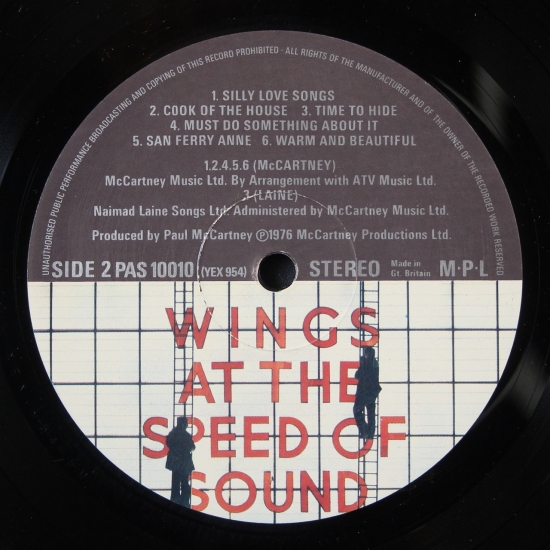 UNAUTHORISED PUBLIC PERFORMANCE BROADCASTING AND COPYING OF THIS RECORD PROHIBITED · ALL RIGHTS OF THE MANUFACTURER AND OF THE OWNER OF THE RECORDED WORK RESERVED
1. SILLY LOVE SONGS
2. COOK OF THE HOUSE 3. TIME TO HIDE
4. MUST DO SOMETHING ABOUT IT
5. SAN FERRY ANNE 6. WARM AND BEAUTIFUL
1.2.4.5.6 (McCARTNEY)
McCartney Music Ltd. By Arrangement with ATV Music Ltd.
3 (LAINE)
Naimad Laine Songs Ltd. Administered by McCartney Music Ltd.
Produced by Paul McCartney ℗1976 McCartney Productions Ltd.
SIDE 2 PAS 10010 (YEX 954) STEREO Made in Gt. Britain M·P·L
WINGS
AT THE
SPEED OF
SOUND